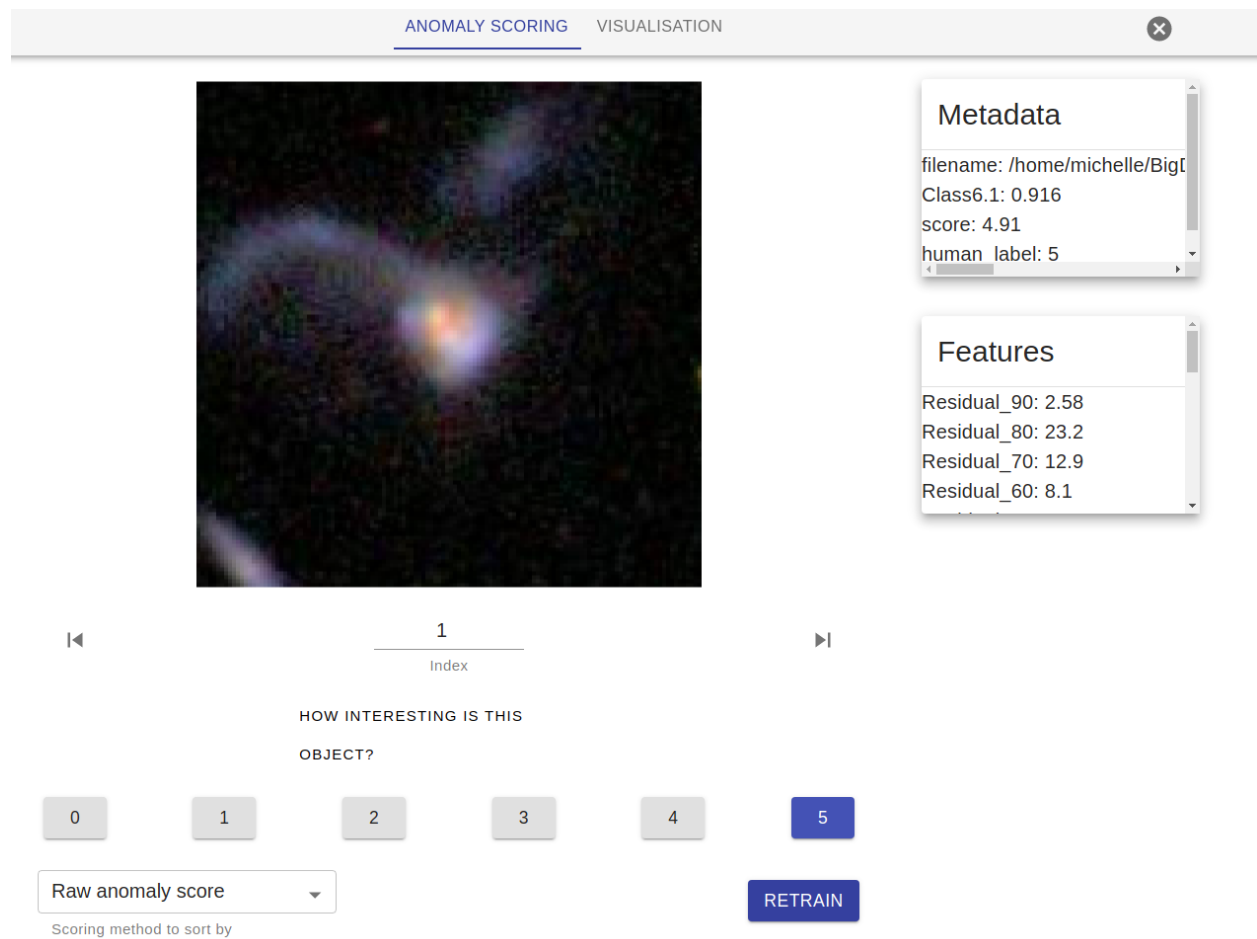 ANOMALY SCORING VISUALISATION
Metadata
filename: /home/michelle/Big
Class6.1: 0.916
score: 4.91
human_label: 5
Features
Residual_90: 2.58
Residual_80: 23.2
Residual_70: 12.9
Residual_60: 8.1
1
Index
HOW INTERESTING IS THIS
OBJECT?
0 1 2 3 4 5
Raw anomaly score
RETRAIN
Scoring method to sort by